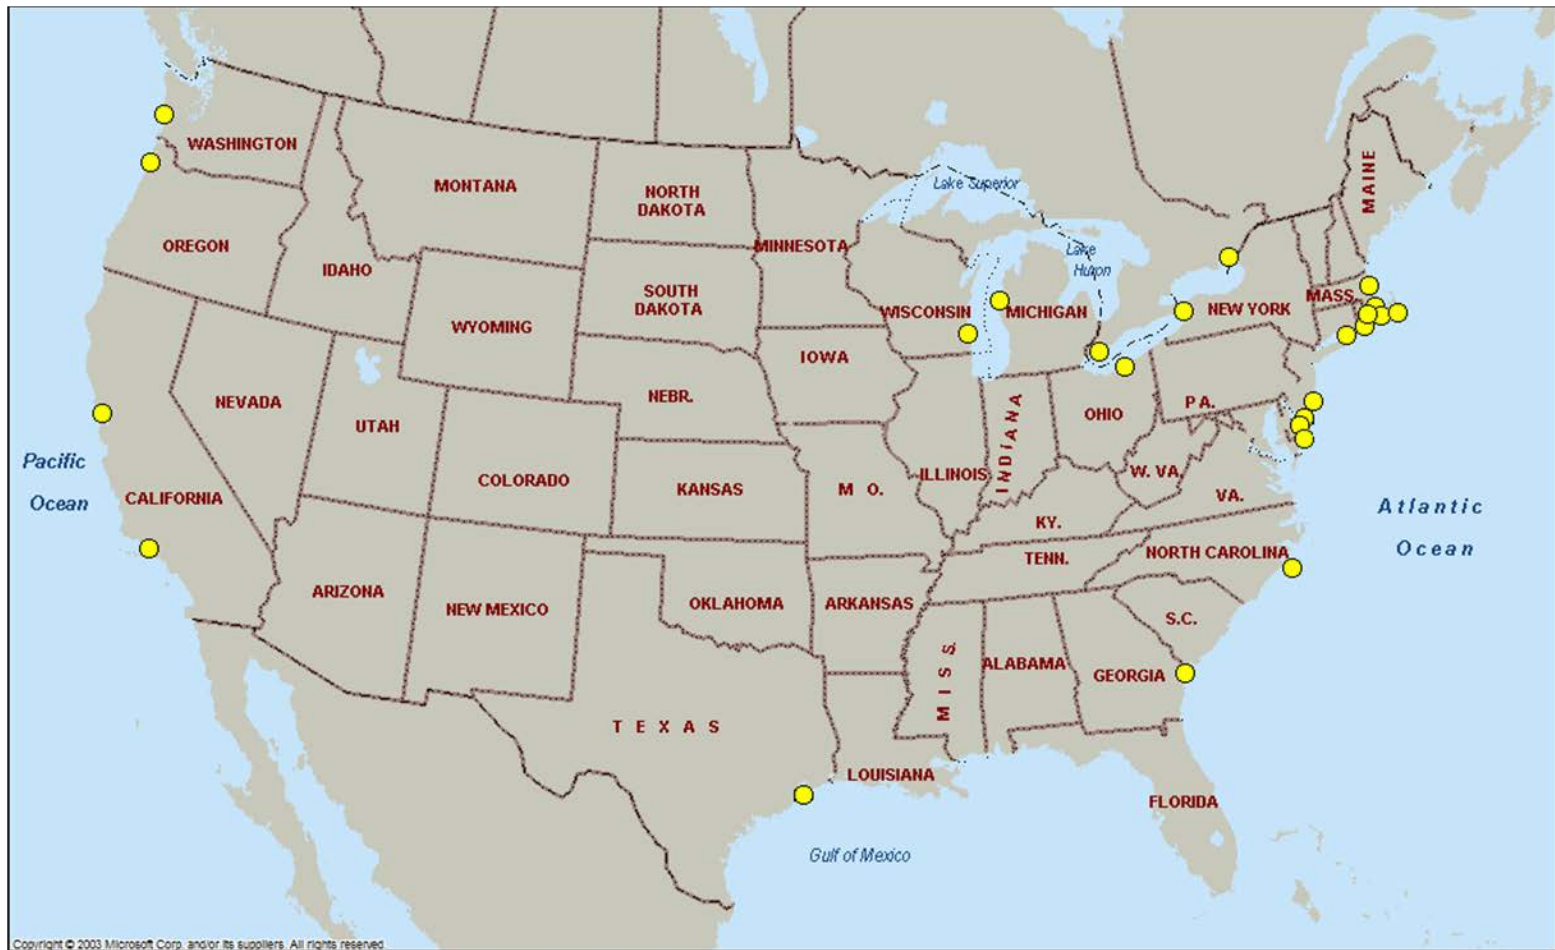 WASHINGTON
MONTANA
NORTH
DAKOTA
MINNESOTA
Lake Superior
MAINE
OREGON
IDAHO
Lake
Huron
SOUTH
DAKOTA
WYOMING
WISCONSIN
MICHIGAN
NEW YORK
MASS.
IOWA
NEVADA
UTAH
NEBR.
INDIANA
OHIO
PA.
Pacific
Ocean
CALIFORNIA
COLORADO
KANSAS
MO.
ILLINOIS
W. VA.
VA.
Atlantic
Ocean
KY.
TENN.
NORTH CAROLINA
ARIZONA
NEW MEXICO
OKLAHOMA
ARKANSAS
S.C.
MISS.
ALABAMA
GEORGIA
TEXAS
LOUISIANA
FLORIDA
Gulf of Mexico
Copyright © 2003 Microsoft Corp. and/or its suppliers. All rights reserved.